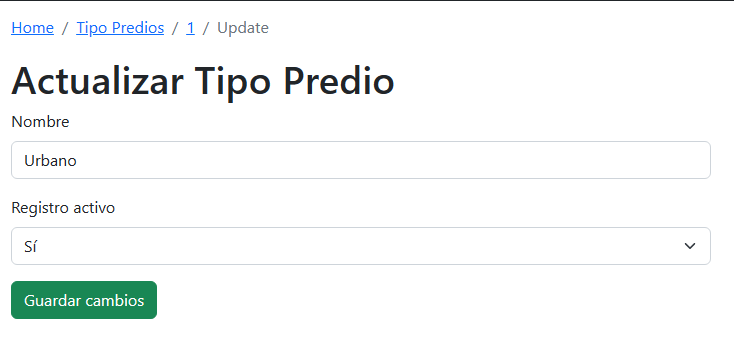 Home / Tipo Predios / 1 / Update
Actualizar Tipo Predio
Nombre
Urbano
Registro activo
Sí
Guardar cambios